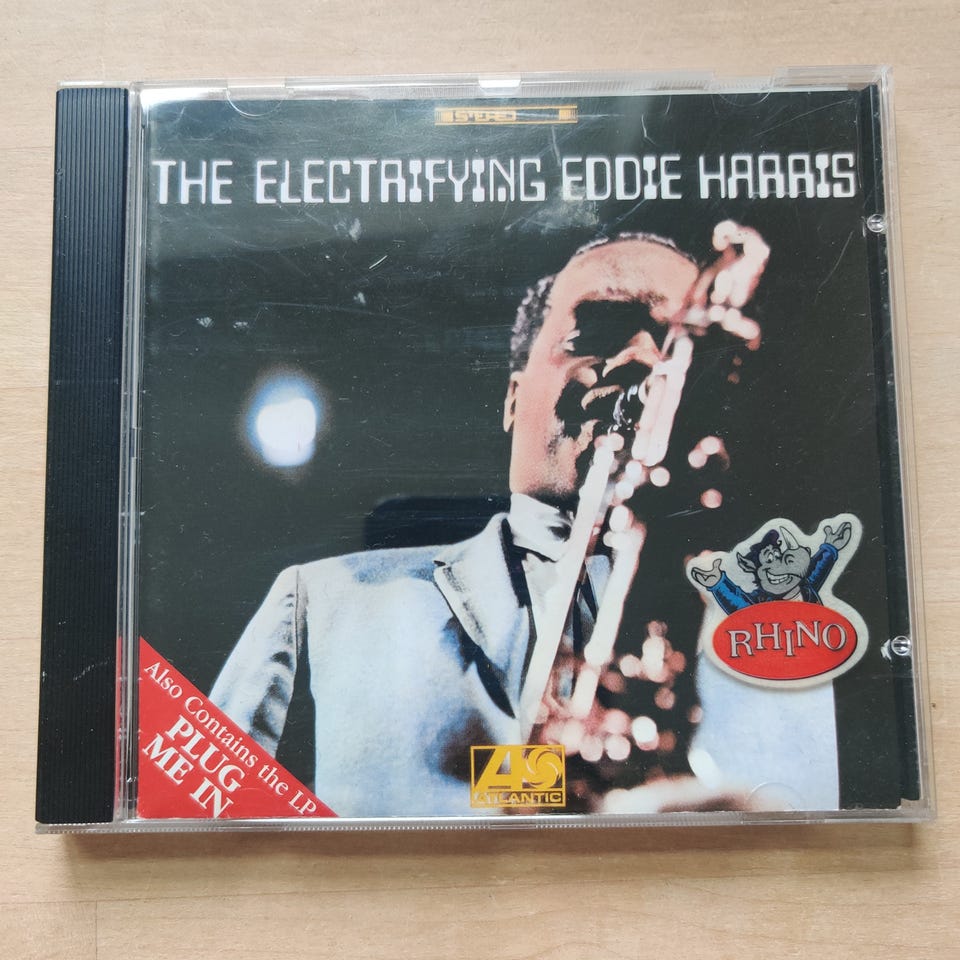 STEREO
THE ELECTRIFYING EDDIE HARRIS
RHINO
Also Contains the LP
PLUG
ME IN
ATLANTIC